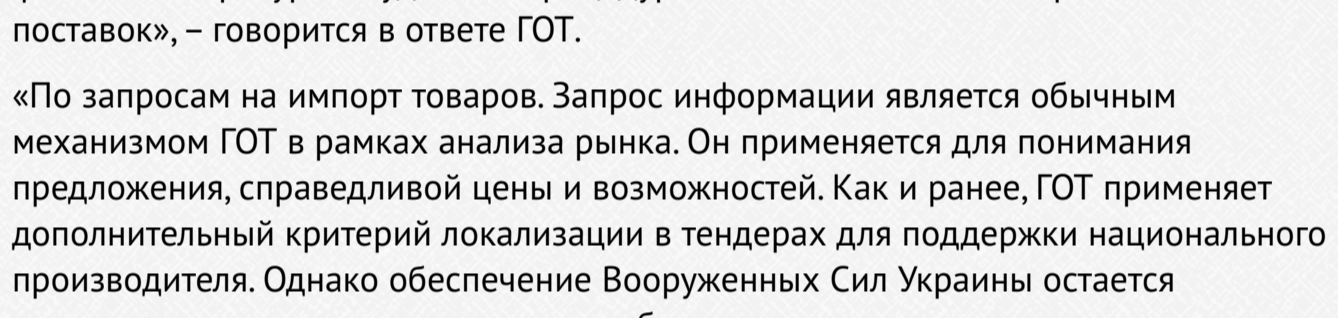 поставок», – говорится в ответе ГОТ.
«По запросам на импорт товаров. Запрос информации является обычным
механизмом ГОТ в рамках анализа рынка. Он применяется для понимания
предложения, справедливой цены и возможностей. Как и ранее, ГОТ применяет
дополнительный критерий локализации в тендерах для поддержки национального
производителя. Однако обеспечение Вооруженных Сил Украины остается